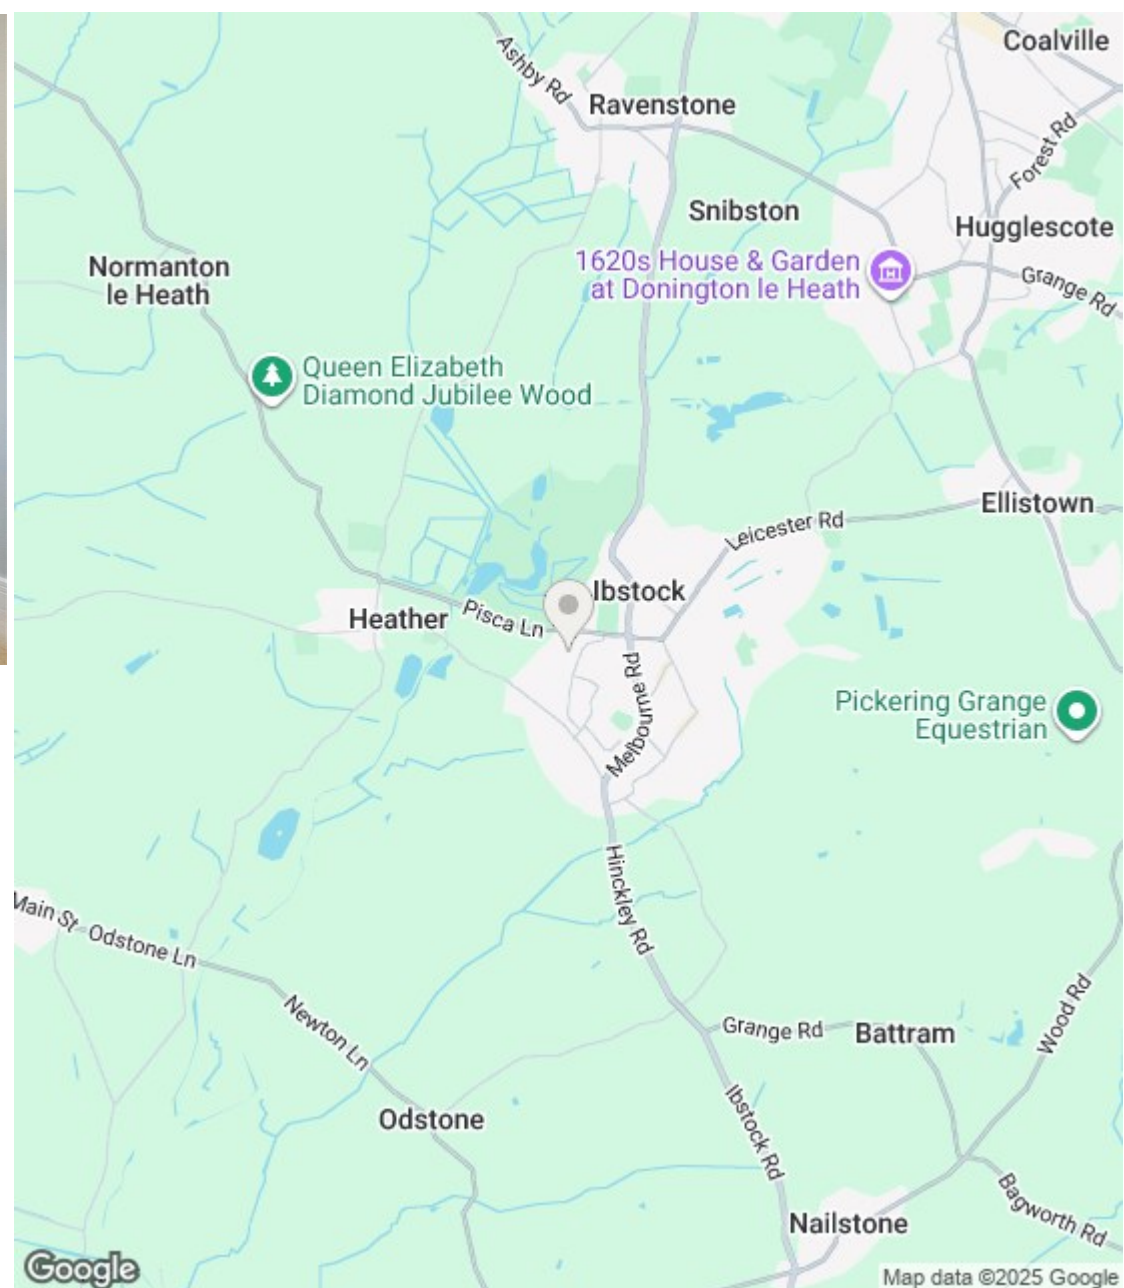 Coalville
Ashby Rd
Ravenstone
Forest Rd
Snibston
Hugglescote
Normanton
le Heath
1620s House & Garden
at Donington le Heath
Grange Rd
Queen Elizabeth
Diamond Jubilee Wood
Ellistown
Leicester Rd
Ibstock
Heather
Pisca Ln
Melbourne Rd
Pickering Grange
Equestrian
Hinckley Rd
Main St
Odstone Ln
Newton Ln
Grange Rd
Battram
Wood Rd
Odstone
Ibstock Rd
Bagworth Rd
Nailstone
Google
Map data ©2025 Google